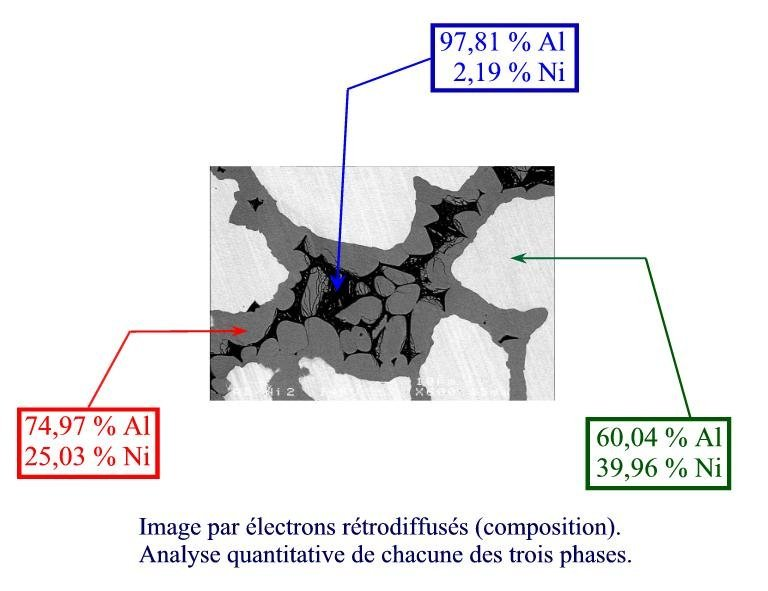 97,81 % Al
2,19 % Ni
74,97 % Al
25,03 % Ni
60,04 % Al
39,96 % Ni
Image par électrons rétrodiffusés (composition).
Analyse quantitative de chacune des trois phases.